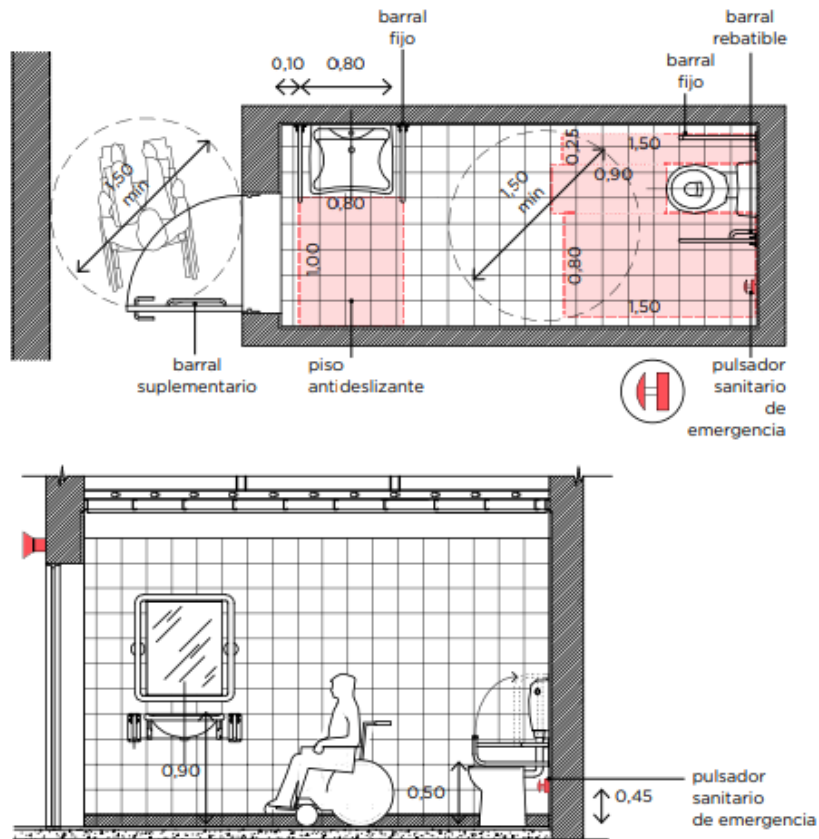 barral
fijo
barral
rebatible
barral
fijo
0,10
0,80
1,50
min
0,80
1,00
1,50
min
0,25
1,50
0,90
0,80
1,50
barral
suplementario
piso
antideslizante
pulsador
sanitario
de
emergencia
0,90
0,50
0,45
pulsador
sanitario
de emergencia